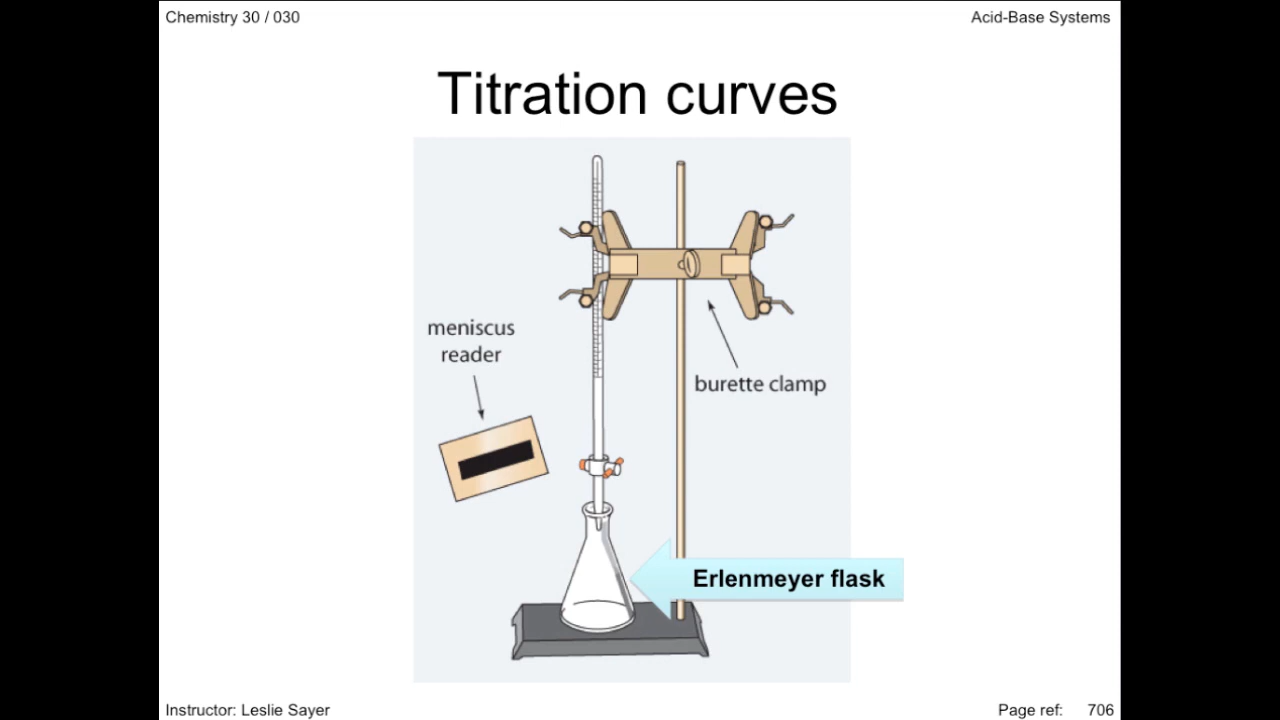 Chemistry 30 / 030
Acid-Base Systems
Titration curves
meniscus
reader
burette clamp
Erlenmeyer flask
Instructor: Leslie Sayer
Page ref: 706